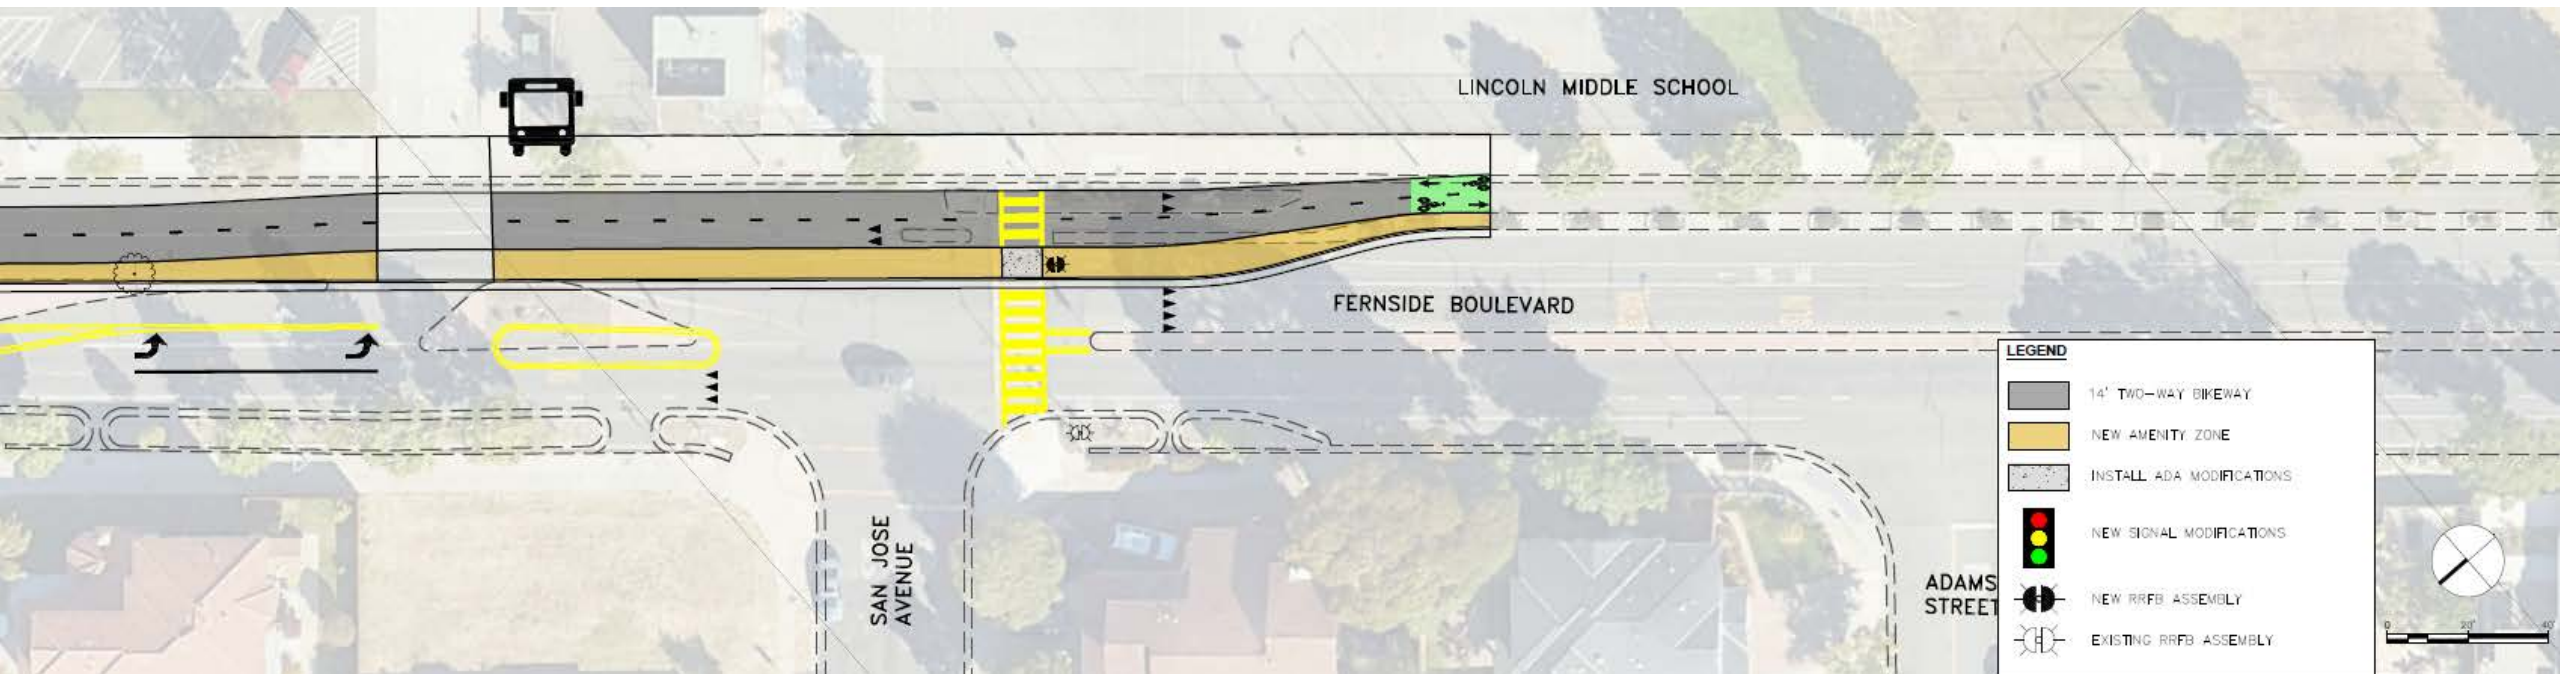 LINCOLN MIDDLE SCHOOL
FERNSIDE BOULEVARD
SAN JOSE
AVENUE
ADAMS
STREET
LEGEND
14' TWO-WAY BIKEWAY
NEW AMENITY ZONE
INSTALL ADA MODIFICATIONS
NEW SIGNAL MODIFICATIONS
NEW RRFB ASSEMBLY
EXISTING RRFB ASSEMBLY
0 20' 40'